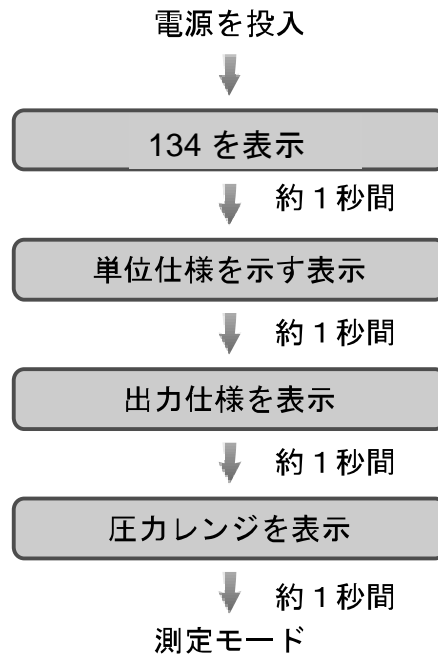 電源を投入
134 を表示
約 1 秒間
単位仕様を示す表示
約 1 秒間
出力仕様を表示
約 1 秒間
圧力レンジを表示
約 1 秒間
測定モード